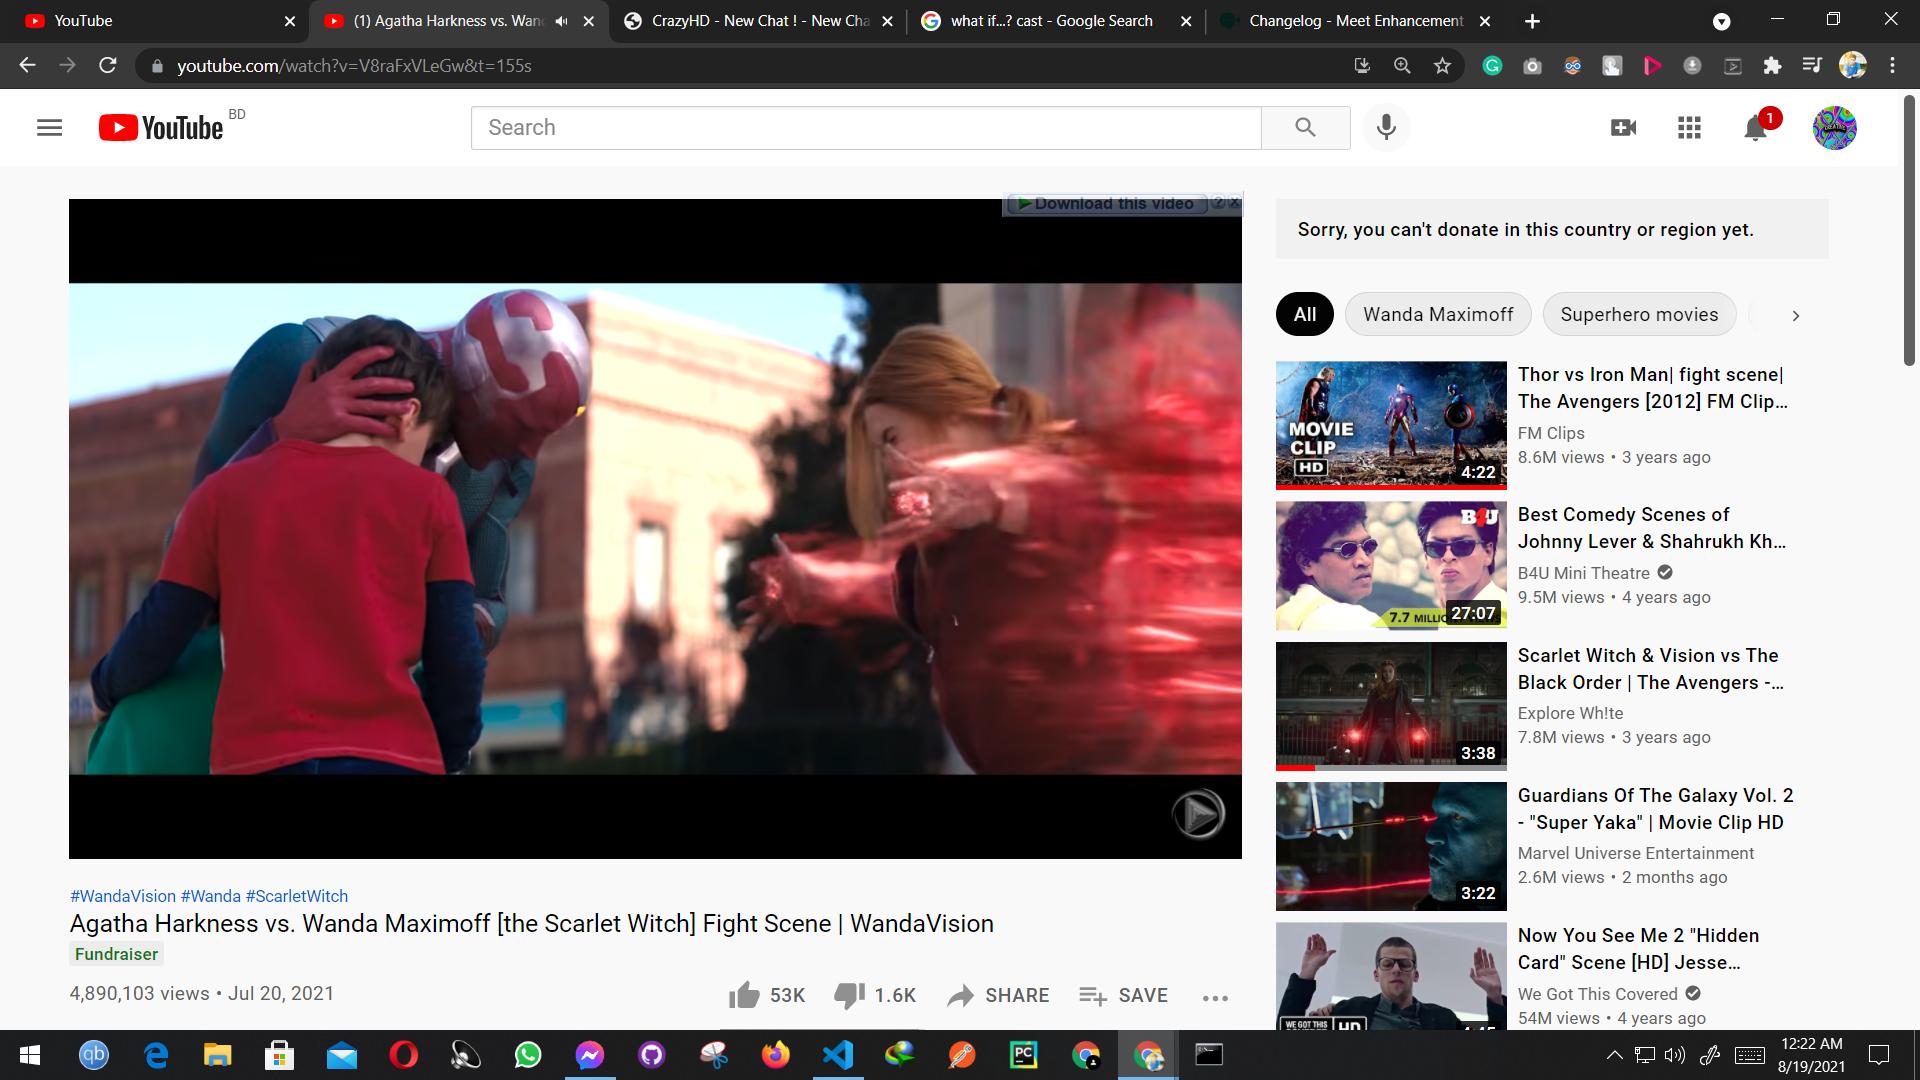 YouTube
(1) Agatha Harkness vs. Wan
CrazyHD - New Chat ! - New Cha
what if...? cast - Google Search
Changelog - Meet Enhancement
youtube.com/watch?v=V8raFxVLeGw&t=155s
YouTube BD
Search
1
Download this video
Sorry, you can't donate in this country or region yet.
All
Wanda Maximoff
Superhero movies
MOVIE
CLIP
HD
4:22
Thor vs Iron Man| fight scene|
The Avengers [2012] FM Clip...
FM Clips
8.6M views • 3 years ago
B4U
7.7 MILLIO
27:07
Best Comedy Scenes of
Johnny Lever & Shahrukh Kh...
B4U Mini Theatre
9.5M views • 4 years ago
3:38
Scarlet Witch & Vision vs The
Black Order | The Avengers -...
Explore Wh!te
7.8M views • 3 years ago
3:22
Guardians Of The Galaxy Vol. 2
- "Super Yaka" | Movie Clip HD
Marvel Universe Entertainment
2.6M views • 2 months ago
WE GOT THIS
HD
Now You See Me 2 "Hidden
Card" Scene [HD] Jesse...
We Got This Covered
54M views • 4 years ago
#WandaVision #Wanda #ScarletWitch
Agatha Harkness vs. Wanda Maximoff [the Scarlet Witch] Fight Scene | WandaVision
Fundraiser
4,890,103 views • Jul 20, 2021
53K
1.6K
SHARE
SAVE
qb
PC
12:22 AM
8/19/2021